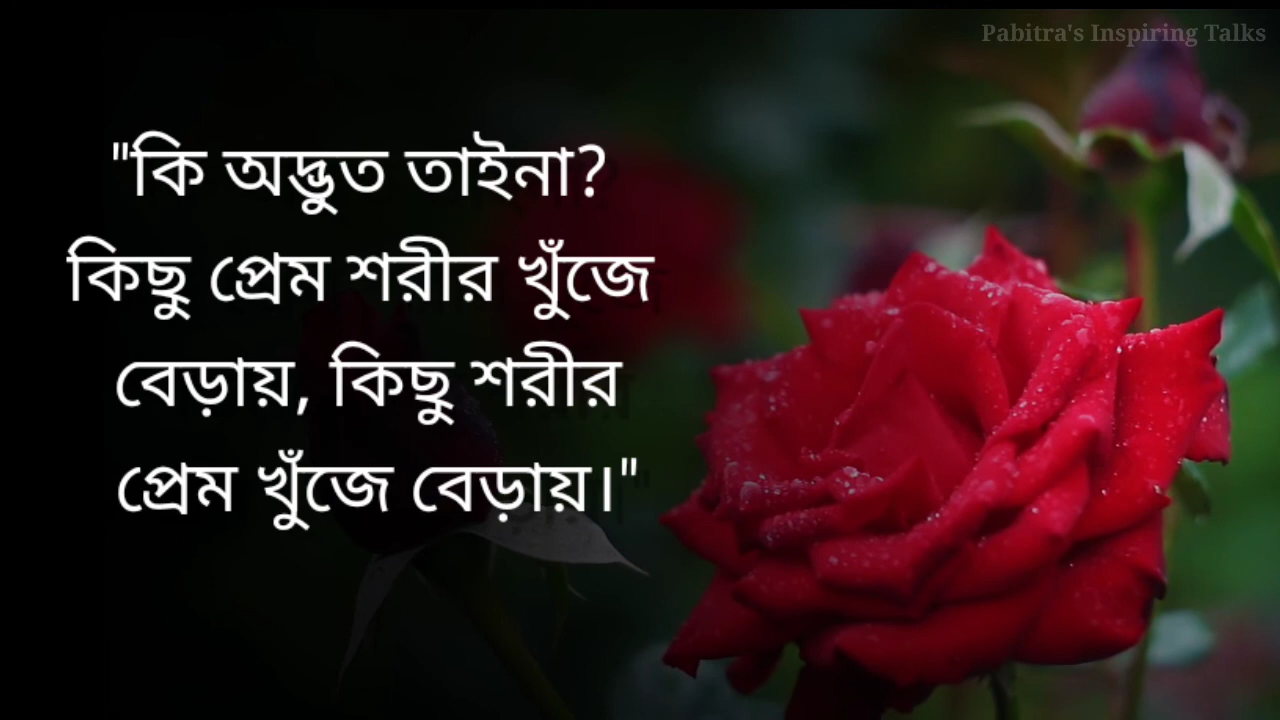 Pabitra's Inspiring Talks
"কি অদ্ভুত তাইনা?
কিছু প্রেম শরীর খুঁজে
বেড়ায়, কিছু শরীর
প্রেম খুঁজে বেড়ায়।"